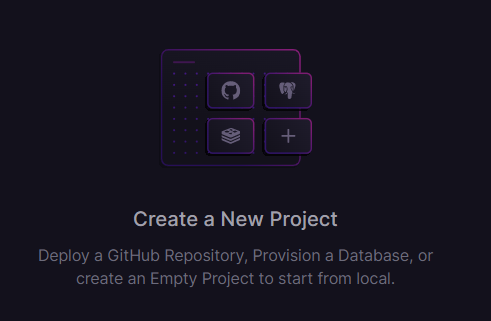 Create a New Project
Deploy a GitHub Repository, Provision a Database, or
create an Empty Project to start from local.